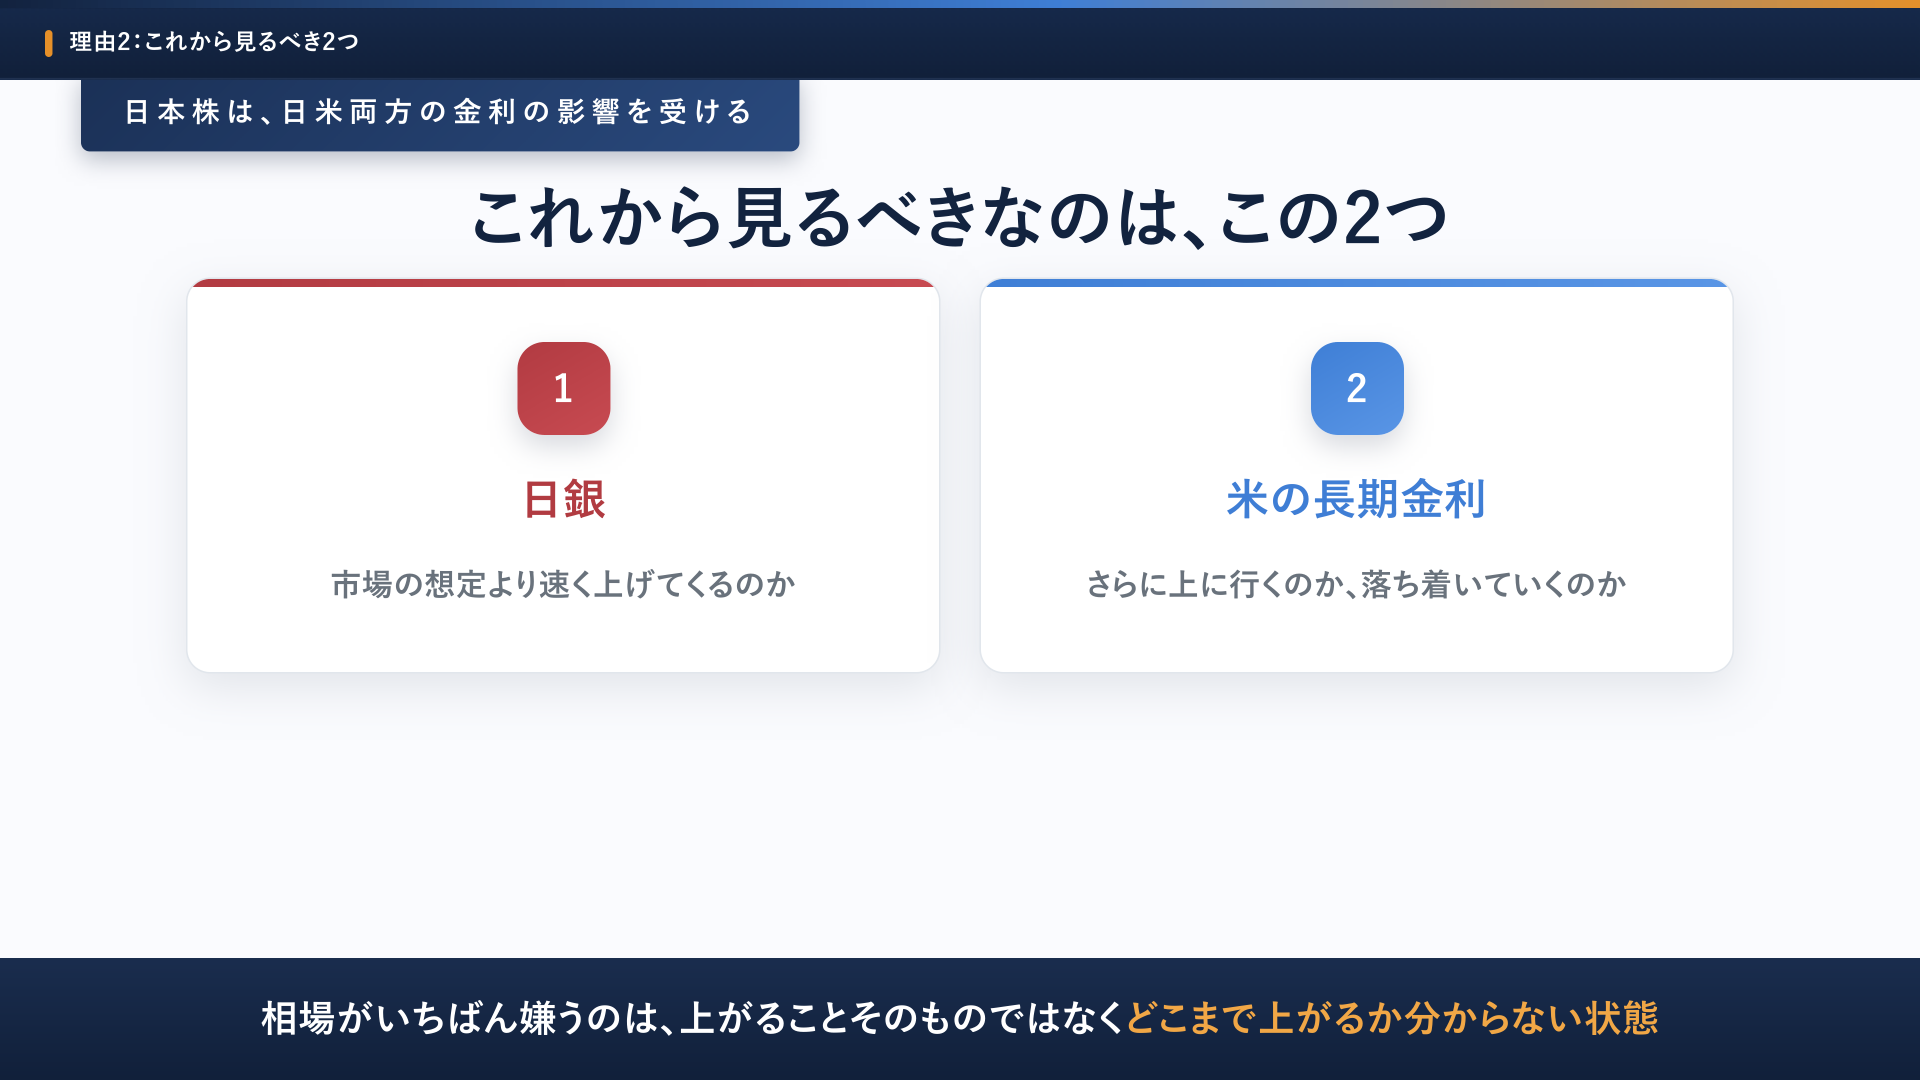 理由2：これから見るべき2つ
日本株は、日米両方の金利の影響を受ける
これから見るべきなのは、この2つ
1
日銀
市場の想定より速く上げてくるのか
2
米の長期金利
さらに上に行くのか、落ち着いていくのか
相場がいちばん嫌うのは、上がることそのものではなくどこまで上がるか分からない状態